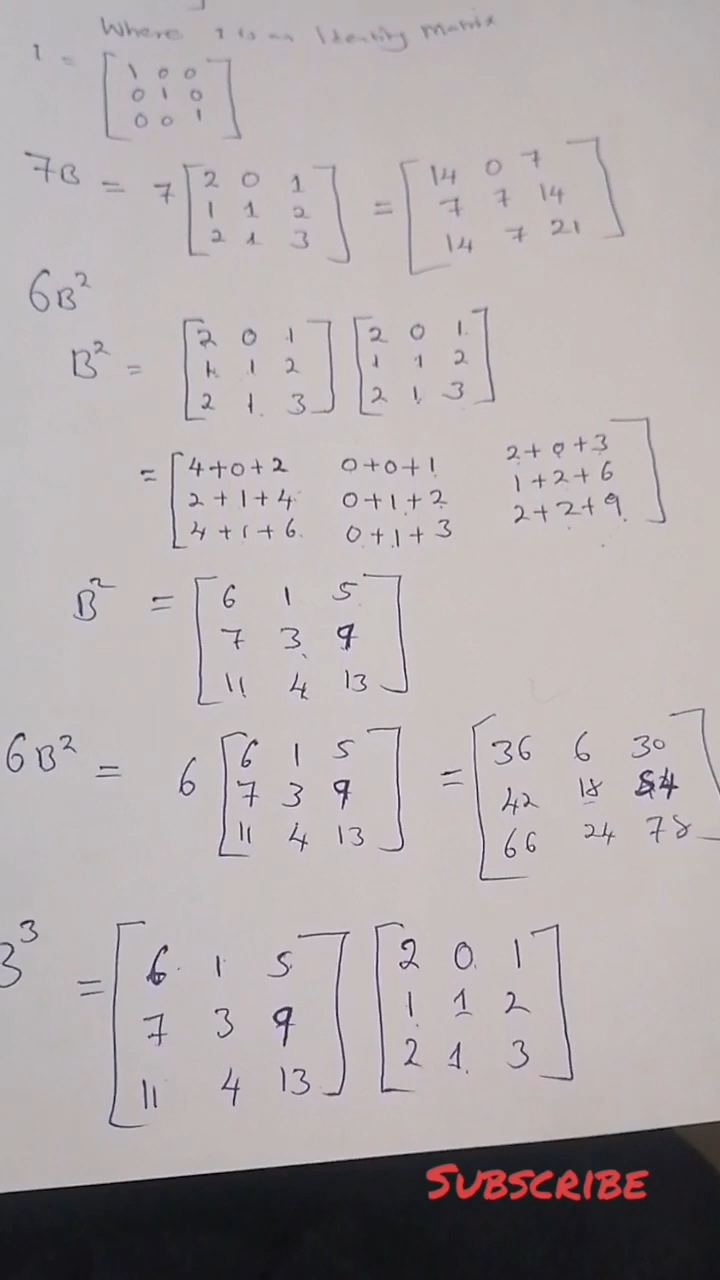 Where I is an Identity Matrix
I = [1 0 0
0 1 0
0 0 1]
7B = 7 [2 0 1
1 1 2
2 1 3] = [14 0 7
7 7 14
14 7 21]
6B²
B² = [2 0 1
1 1 2
2 1 3] [2 0 1
1 1 2
2 1 3]
= [4+0+2 0+0+1 2+0+3
2+1+4 0+1+2 1+2+6
4+1+6 0+1+3 2+2+9]
B² = [6 1 5
7 3 9
11 4 13]
6B² = 6 [6 1 5
7 3 9
11 4 13] = [36 6 30
42 18 54
66 24 78]
B³ = [6 1 5
7 3 9
11 4 13] [2 0 1
1 1 2
2 1 3]
SUBSCRIBE